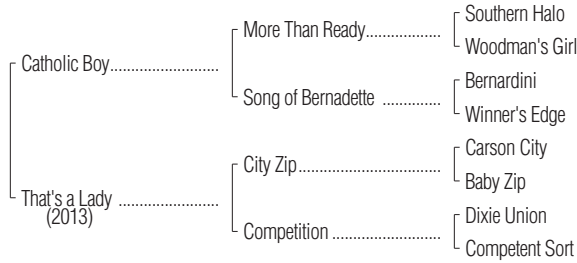 Southern Halo
More Than Ready..................
Woodman's Girl
Catholic Boy.........................
Bernardini
Song of Bernadette ..............
Winner's Edge
Carson City
City Zip..................................
Baby Zip
That's a Lady .......................
(2013)
Dixie Union
Competition ..........................
Competent Sort